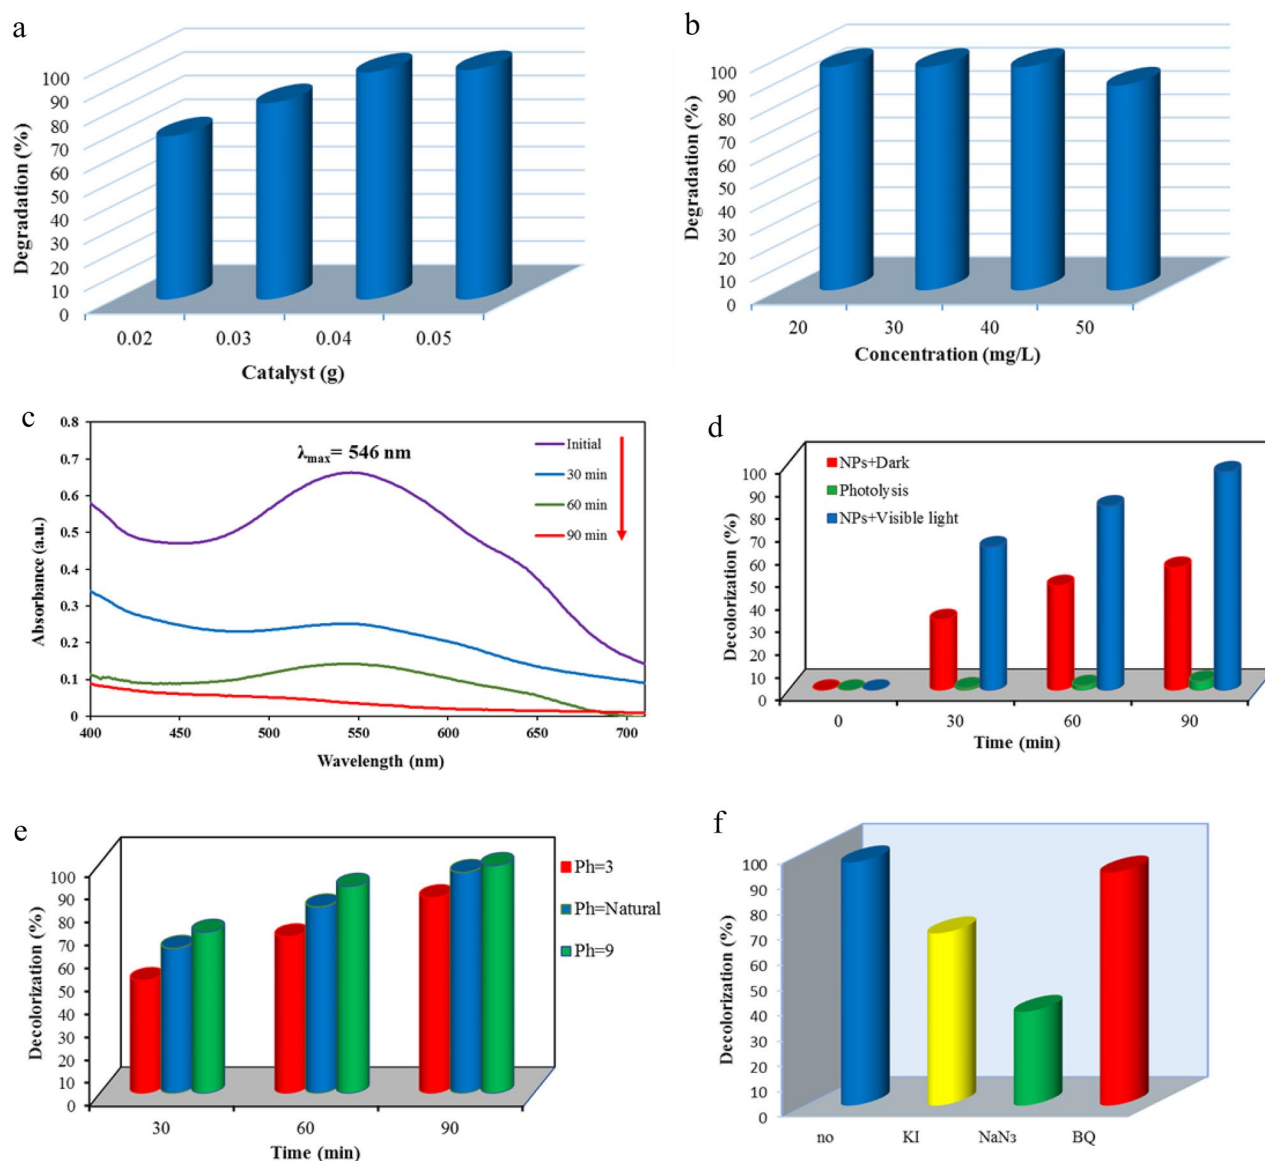 a
Degradation (%)
100
90
80
70
60
50
40
30
20
10
0
0.02 0.03 0.04 0.05
Catalyst (g)
b
Degradation (%)
100
90
80
70
60
50
40
30
20
10
0
20 30 40 50
Concentration (mg/L)
c
Absorbance (a.u.)
0.8
0.7
0.6
0.5
0.4
0.3
0.2
0.1
0
λmax= 546 nm
Initial
30 min
60 min
90 min
400 450 500 550 600 650 700
Wavelength (nm)
d
Decolorization (%)
100
90
80
70
60
50
40
30
20
10
0
NPs+Dark
Photolysis
NPs+Visible light
0 30 60 90
Time (min)
e
Decolorization (%)
100
90
80
70
60
50
40
30
20
10
0
Ph=3
Ph=Natural
Ph=9
30 60 90
Time (min)
f
Decolorization (%)
100
90
80
70
60
50
40
30
20
10
0
no KI NaN₃ BQ